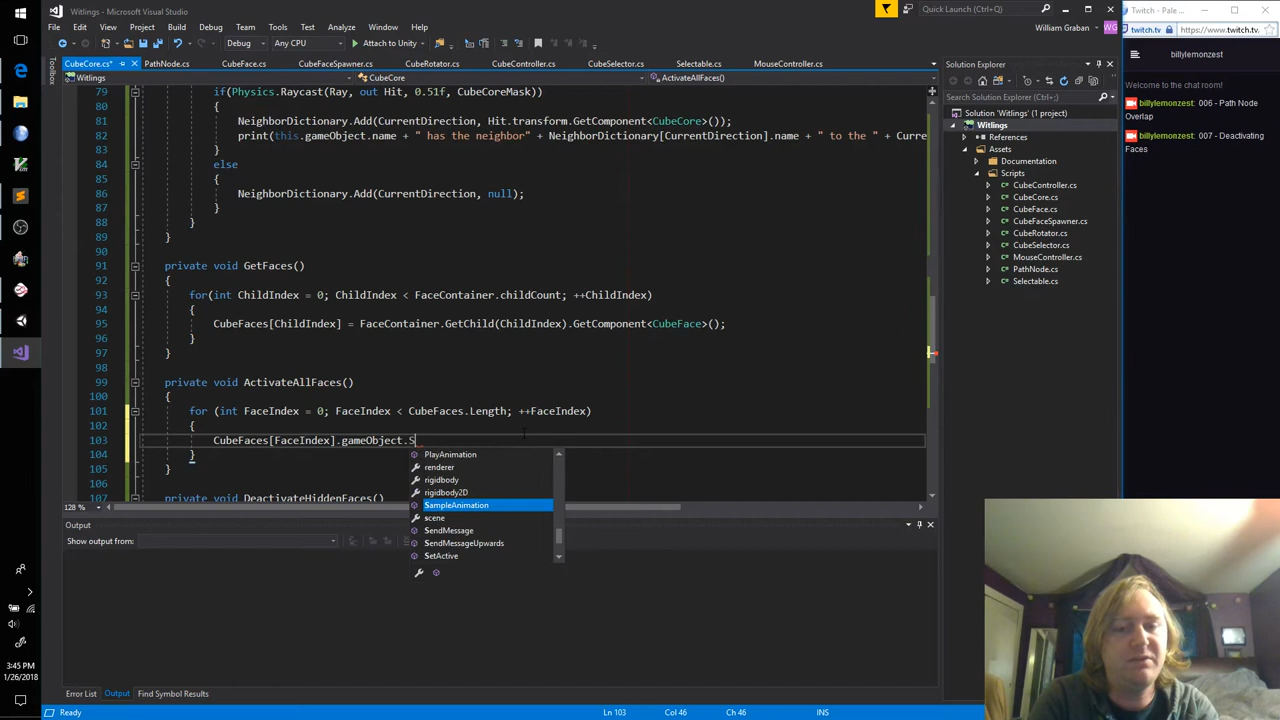 Witlings - Microsoft Visual Studio
Quick Launch (Ctrl+Q)
Twitch - Pale ...
File Edit View Project Build Debug Team Tools Test Analyze Window Help
William Graban WG
twitch.tv https://www.twitch.tv
Debug Any CPU Attach to Unity
CubeCore.cs* PathNode.cs CubeFace.cs CubeFaceSpawner.cs CubeRotator.cs CubeController.cs CubeSelector.cs Selectable.cs MouseController.cs
Witlings CubeCore ActivateAllFaces()
Toolbox
79 if(Physics.Raycast(Ray, out Hit, 0.51f, CubeCoreMask))
80 {
81 NeighborDictionary.Add(CurrentDirection, Hit.transform.GetComponent<CubeCore>());
82 print(this.gameObject.name + " has the neighbor" + NeighborDictionary[CurrentDirection].name + " to the " + Curre
83 }
84 else
85 {
86 NeighborDictionary.Add(CurrentDirection, null);
87 }
88 }
89 }
90
91 private void GetFaces()
92 {
93 for(int ChildIndex = 0; ChildIndex < FaceContainer.childCount; ++ChildIndex)
94 {
95 CubeFaces[ChildIndex] = FaceContainer.GetChild(ChildIndex).GetComponent<CubeFace>();
96 }
97 }
98
99 private void ActivateAllFaces()
100 {
101 for (int FaceIndex = 0; FaceIndex < CubeFaces.Length; ++FaceIndex)
102 {
103 CubeFaces[FaceIndex].gameObject.S
104 }
105 }
107 private void DeactivateHiddenFaces()
PlayAnimation
renderer
rigidbody
rigidbody2D
SampleAnimation
scene
SendMessage
SendMessageUpwards
SetActive
128 %
Output
Show output from:
Error List Output Find Symbol Results
Ready Ln 103 Col 46 Ch 46 INS
Solution Explorer
Search Solution Explorer (Ctrl+;)
Solution 'Witlings' (1 project)
Witlings
References
Assets
Documentation
Scripts
CubeController.cs
CubeCore.cs
CubeFace.cs
CubeFaceSpawner.cs
CubeRotator.cs
CubeSelector.cs
MouseController.cs
PathNode.cs
Selectable.cs
billylemonzest
Welcome to the chat room!
billylemonzest: 006 - Path Node
Overlap
billylemonzest: 007 - Deactivating
Faces
3:45 PM
1/26/2018